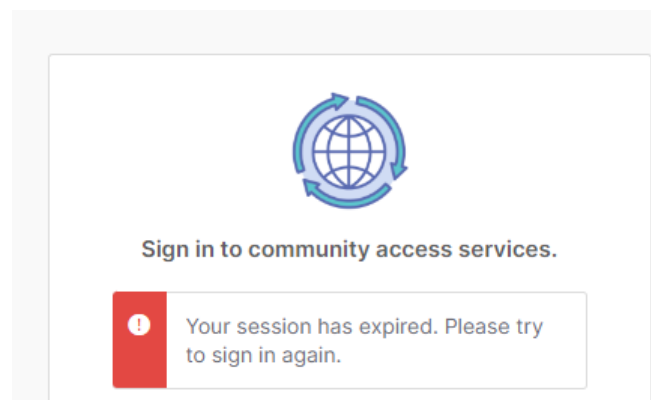 Sign in to community access services.
Your session has expired. Please try
to sign in again.